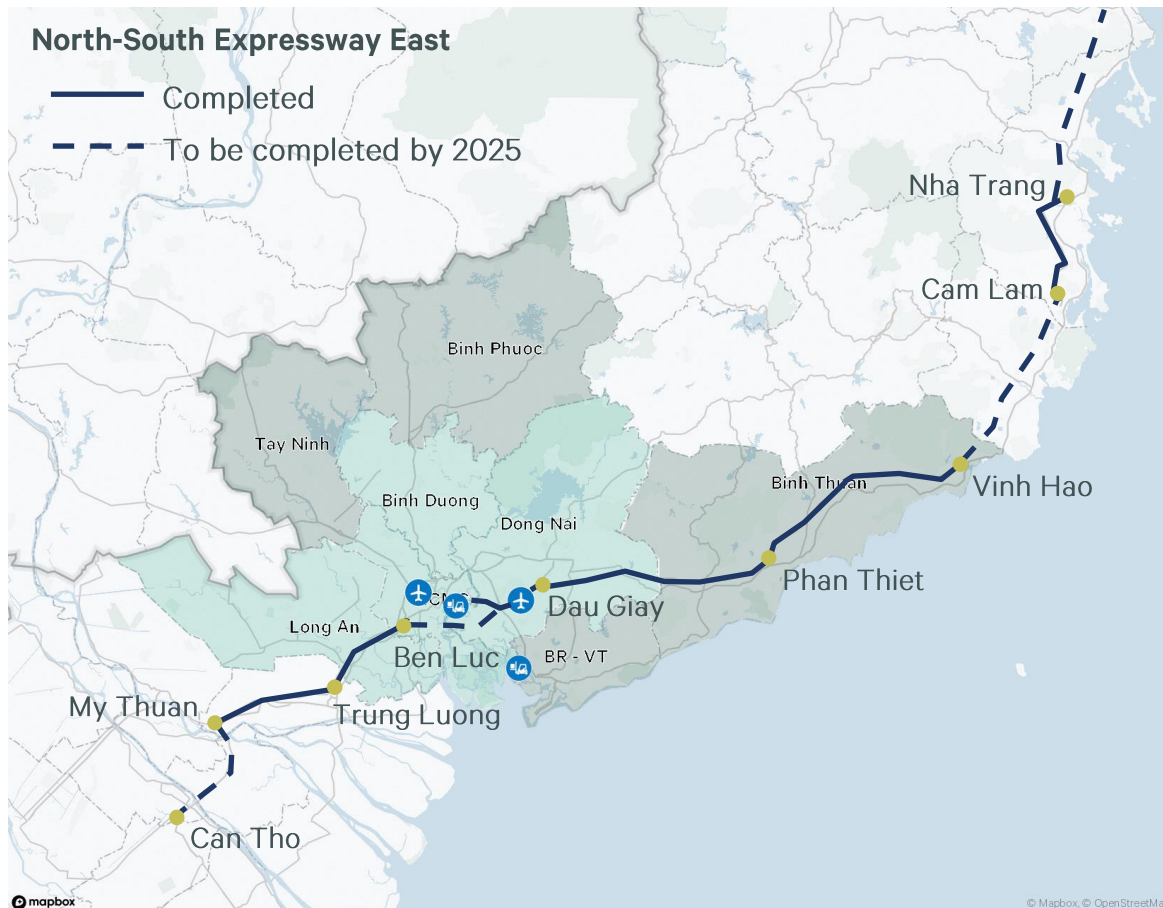 North-South Expressway East
Completed
To be completed by 2025
Nha Trang
Cam Lam
Binh Phuoc
Tay Ninh
Binh Thuan
Vinh Hao
Binh Duong
Dong Nai
Phan Thiet
Dau Giay
Long An
Ben Luc
BR - VT
My Thuan
Trung Luong
Can Tho
mapbox
© Mapbox, © OpenStreetMa